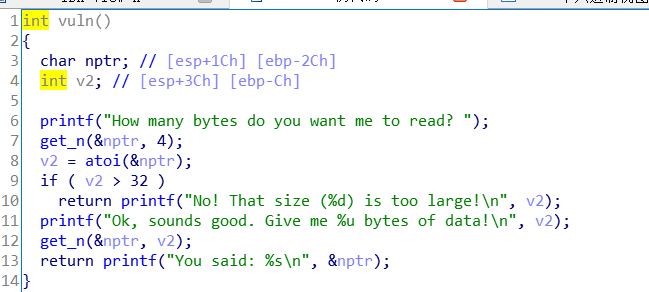 1 int vuln()
2 {
3 char nptr; // [esp+1Ch] [ebp-2Ch]
4 int v2; // [esp+3Ch] [ebp-Ch]
5
6 printf("How many bytes do you want me to read? ");
7 get_n(&nptr, 4);
8 v2 = atoi(&nptr);
9 if ( v2 > 32 )
10 return printf("No! That size (%d) is too large!\n", v2);
11 printf("Ok, sounds good. Give me %u bytes of data!\n", v2);
12 get_n(&nptr, v2);
13 return printf("You said: %s\n", &nptr);
14 }